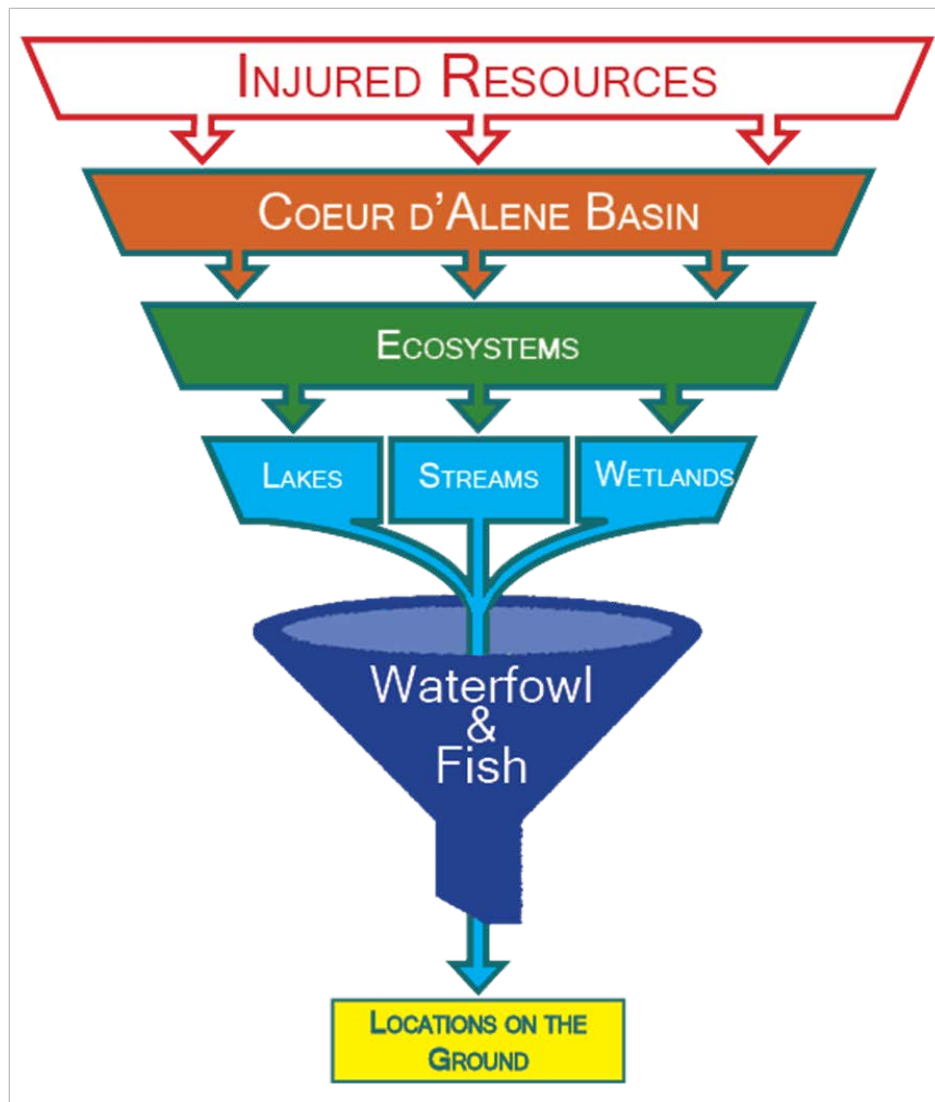 INJURED RESOURCES
COEUR D'ALENE BASIN
ECOSYSTEMS
LAKES
STREAMS
WETLANDS
Waterfowl
&
Fish
LOCATIONS ON THE
GROUND